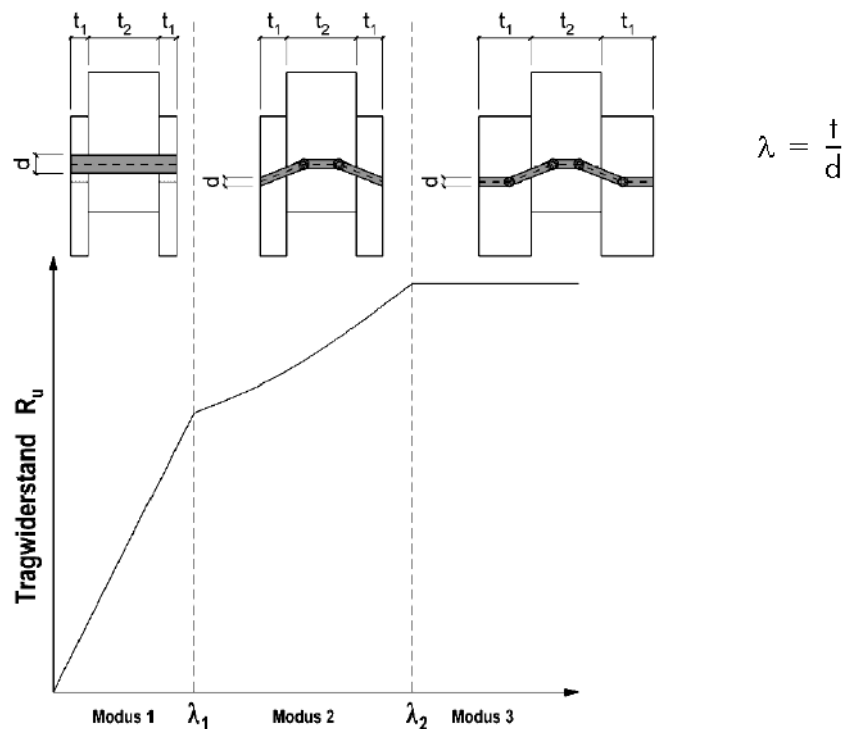 t₁ t₂ t₁
t₁ t₂ t₁
t₁ t₂ t₁
d
d
d
λ = t/d
Tragwiderstand Rᵤ
Modus 1 λ₁ Modus 2 λ₂ Modus 3